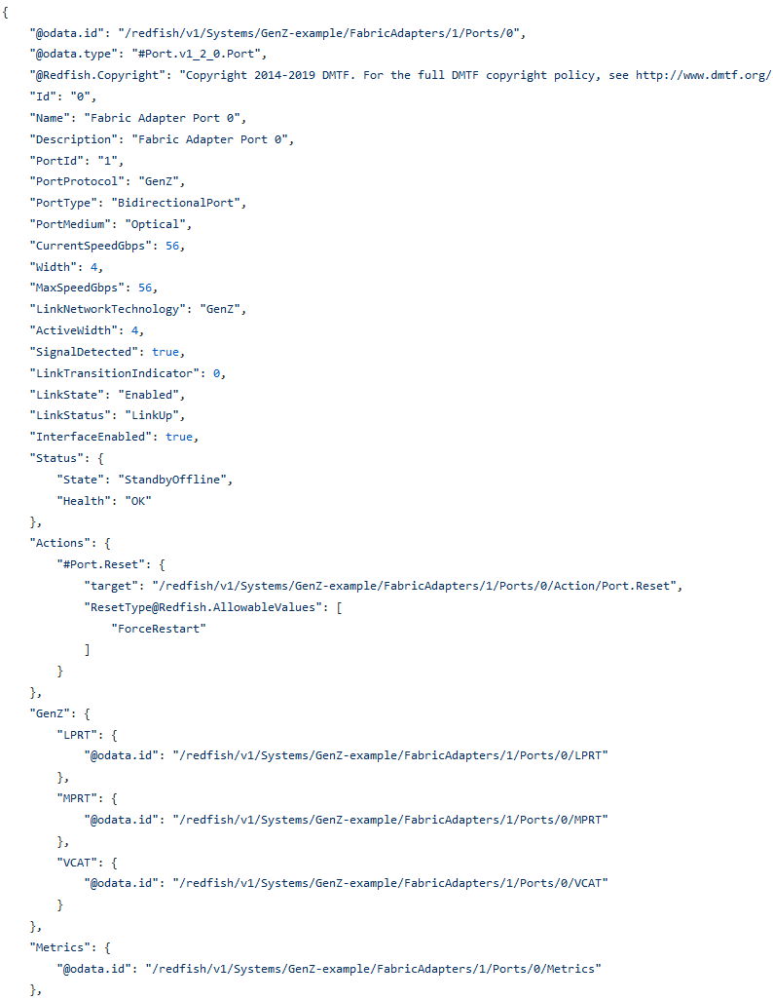 {
    "@odata.id": "/redfish/v1/Systems/GenZ-example/FabricAdapters/1/Ports/0",
    "@odata.type": "#Port.v1_2_0.Port",
    "@Redfish.Copyright": "Copyright 2014-2019 DMTF. For the full DMTF copyright policy, see http://www.dmtf.org/
    "Id": "0",
    "Name": "Fabric Adapter Port 0",
    "Description": "Fabric Adapter Port 0",
    "PortId": "1",
    "PortProtocol": "GenZ",
    "PortType": "BidirectionalPort",
    "PortMedium": "Optical",
    "CurrentSpeedGbps": 56,
    "Width": 4,
    "MaxSpeedGbps": 56,
    "LinkNetworkTechnology": "GenZ",
    "ActiveWidth": 4,
    "SignalDetected": true,
    "LinkTransitionIndicator": 0,
    "LinkState": "Enabled",
    "LinkStatus": "LinkUp",
    "InterfaceEnabled": true,
    "Status": {
        "State": "StandbyOffline",
        "Health": "OK"
    },
    "Actions": {
        "#Port.Reset": {
            "target": "/redfish/v1/Systems/GenZ-example/FabricAdapters/1/Ports/0/Action/Port.Reset",
            "ResetType@Redfish.AllowableValues": [
                "ForceRestart"
            ]
        }
    },
    "GenZ": {
        "LPRT": {
            "@odata.id": "/redfish/v1/Systems/GenZ-example/FabricAdapters/1/Ports/0/LPRT"
        },
        "MPRT": {
            "@odata.id": "/redfish/v1/Systems/GenZ-example/FabricAdapters/1/Ports/0/MPRT"
        },
        "VCAT": {
            "@odata.id": "/redfish/v1/Systems/GenZ-example/FabricAdapters/1/Ports/0/VCAT"
        }
    },
    "Metrics": {
        "@odata.id": "/redfish/v1/Systems/GenZ-example/FabricAdapters/1/Ports/0/Metrics"
    },